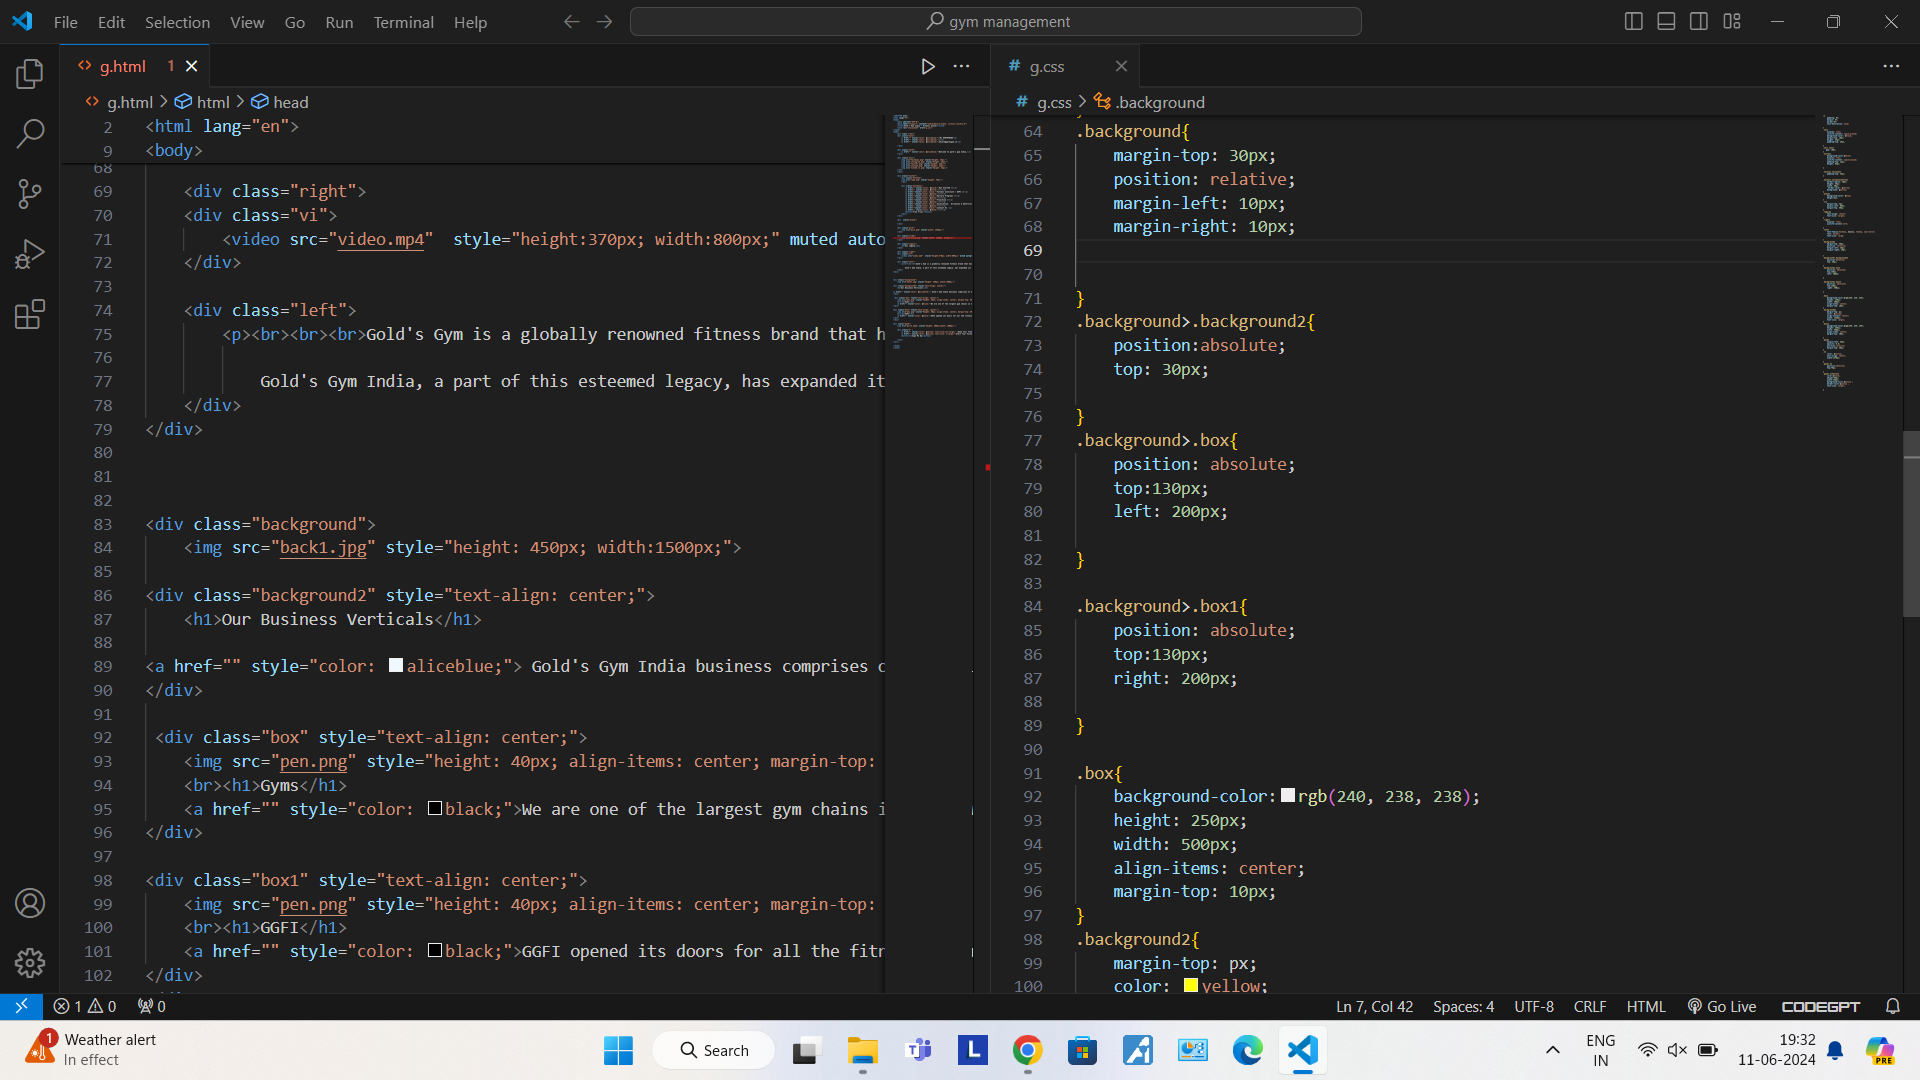 File Edit Selection View Go Run Terminal Help
gym management
g.html 1
g.html > html > head
2 <html lang="en">
9 <body>
68
69 <div class="right">
70 <div class="vi">
71 <video src="video.mp4" style="height:370px; width:800px;" muted auto
72 </div>
73
74 <div class="left">
75 <p><br><br><br>Gold's Gym is a globally renowned fitness brand that h
76
77 Gold's Gym India, a part of this esteemed legacy, has expanded it
78 </div>
79 </div>
80
81
82
83 <div class="background">
84 <img src="back1.jpg" style="height: 450px; width:1500px;">
85
86 <div class="background2" style="text-align: center;">
87 <h1>Our Business Verticals</h1>
88
89 <a href="" style="color: aliceblue;"> Gold's Gym India business comprises c
90 </div>
91
92 <div class="box" style="text-align: center;">
93 <img src="pen.png" style="height: 40px; align-items: center; margin-top:
94 <br><h1>Gyms</h1>
95 <a href="" style="color: black;">We are one of the largest gym chains i
96 </div>
97
98 <div class="box1" style="text-align: center;">
99 <img src="pen.png" style="height: 40px; align-items: center; margin-top:
100 <br><h1>GGFI</h1>
101 <a href="" style="color: black;">GGFI opened its doors for all the fitr
102 </div>
# g.css
# g.css > .background
64 .background{
65 margin-top: 30px;
66 position: relative;
67 margin-left: 10px;
68 margin-right: 10px;
69
70
71 }
72 .background>.background2{
73 position:absolute;
74 top: 30px;
75
76 }
77 .background>.box{
78 position: absolute;
79 top:130px;
80 left: 200px;
81
82 }
83
84 .background>.box1{
85 position: absolute;
86 top:130px;
87 right: 200px;
88
89 }
90
91 .box{
92 background-color: rgb(240, 238, 238);
93 height: 250px;
94 width: 500px;
95 align-items: center;
96 margin-top: 10px;
97 }
98 .background2{
99 margin-top: px;
100 color: yellow;
1 0 0
Ln 7, Col 42 Spaces: 4 UTF-8 CRLF HTML Go Live CODEGPT
1 Weather alert
In effect
Search
L
ENG
IN
19:32
11-06-2024
PRE